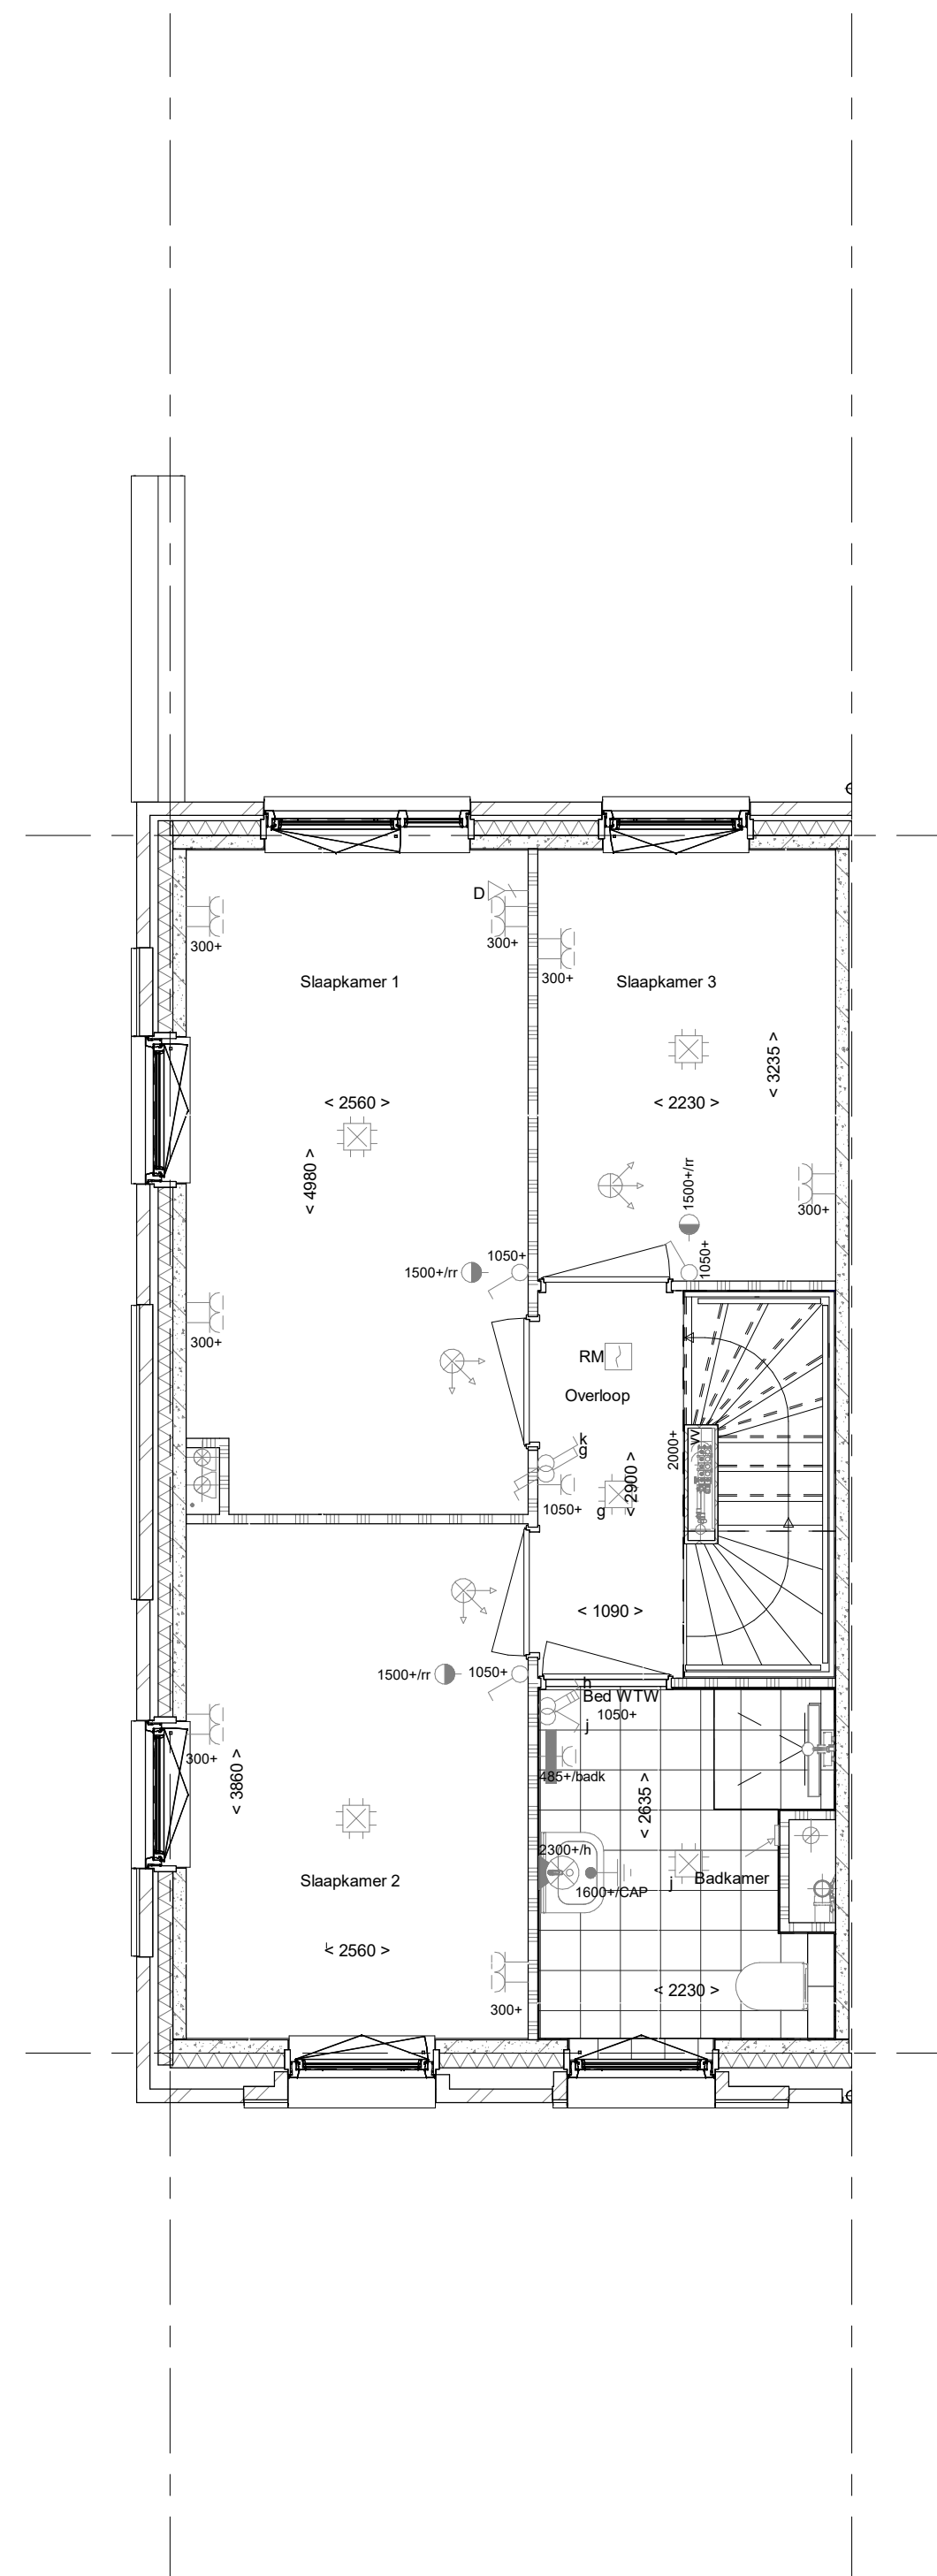 D
300+
300+
300+
Slaapkamer 1
Slaapkamer 3
< 3235 >
< 2560 >
< 2230 >
< 4980 >
1500+/rr
300+
1050+
1500+/rr
1050+
300+
RM
Overloop
k
g
2000+
VV
< 2900 >
1050+
g
< 1090 >
1500+/rr
1050+
h
Bed WTW
1050+
j
300+
485+/badk
< 3860 >
< 2635 >
2300+/h
Slaapkamer 2
j
Badkamer
1600+/CAP
< 2560 >
< 2230 >
300+